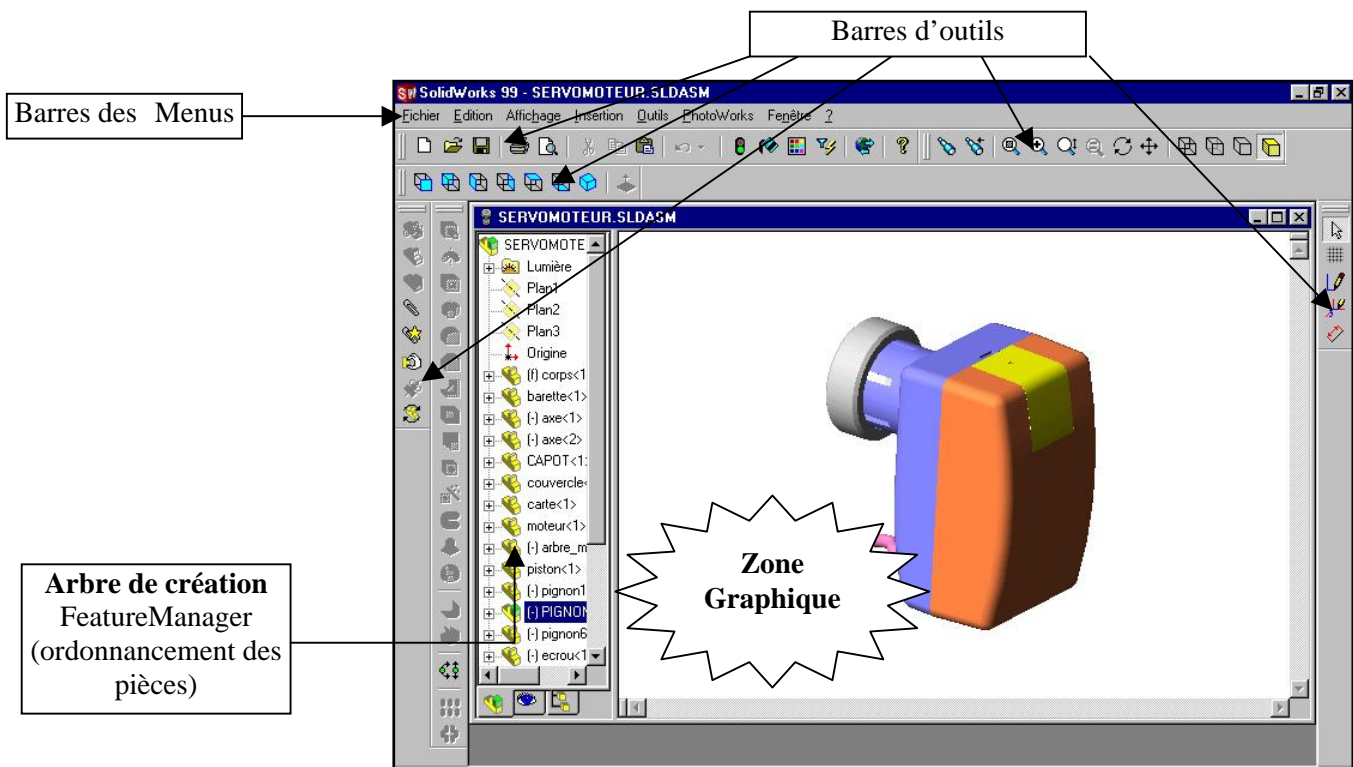 Barres d'outils
Barres des Menus
SolidWorks 99 - SERVOMOTEUR.SLDASM
Fichier Edition Affichage Insertion Outils PhotoWorks Fenêtre ?
SERVOMOTEUR.SLDASM
SERVOMOTE
Lumière
Plan1
Plan2
Plan3
Origine
(f) corps<1
barette<1>
(-) axe<1>
(-) axe<2>
CAPOT<1:
couvercle<
carte<1>
moteur<1>
(-) arbre_m
piston<1>
(-) pignon1
(-) PIGNON
(-) pignon6
(-) ecrou<1
Zone
Graphique
Arbre de création
FeatureManager
(ordonnancement des
pièces)